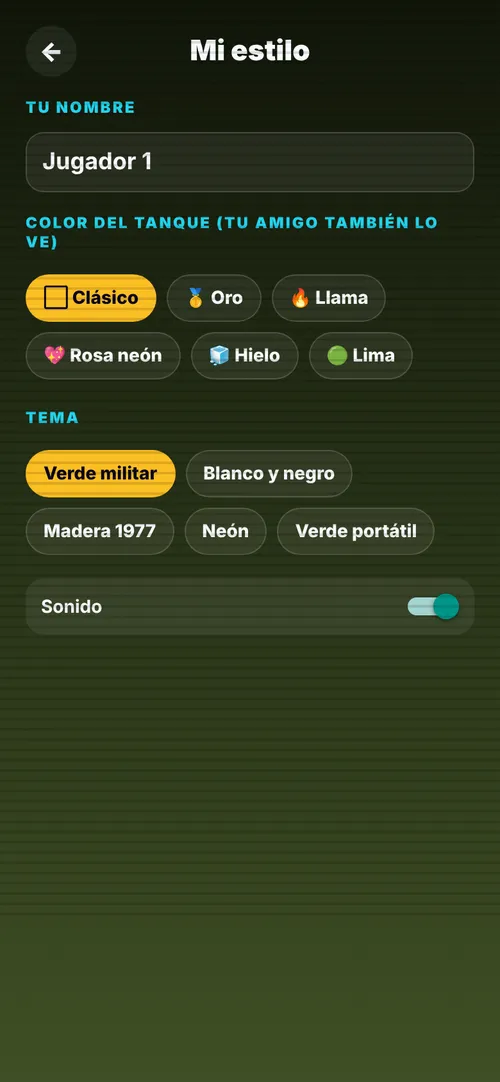 Mi estilo
TU NOMBRE
Jugador 1
COLOR DEL TANQUE (TU AMIGO TAMBIÉN LO
VE)
Clásico
🥇 Oro
🔥 Llama
💖 Rosa neón
🧊 Hielo
🟢 Lima
TEMA
Verde militar
Blanco y negro
Madera 1977
Neón
Verde portátil
Sonido